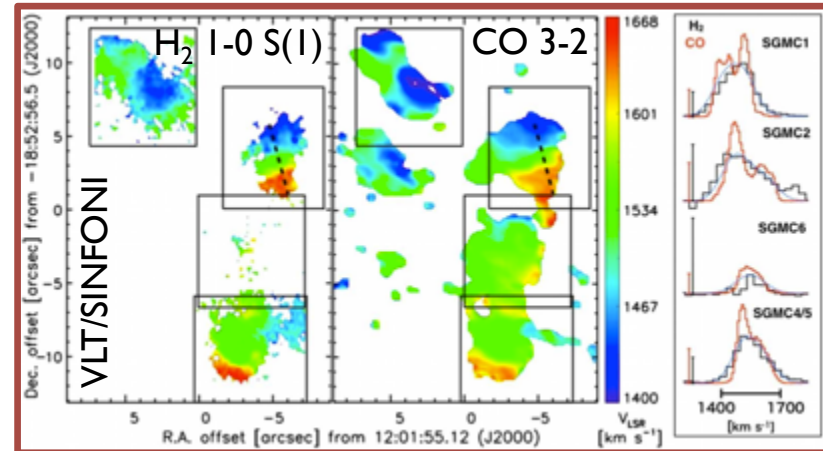 H₂ 1-0 S(1)
CO 3-2
VLT/SINFONI
Dec. offset [arcsec] from -18:52:56.5 (J2000)
10
5
0
-5
-10
5
0
-5
5
0
-5
R.A. offset [arcsec] from 12:01:55.12 (J2000)
1668
1601
1534
1467
1400
V_LSR
[km s⁻¹]
H₂
CO
SGMC1
SGMC2
SGMC6
SGMC4/5
1400 1700
[km s⁻¹]